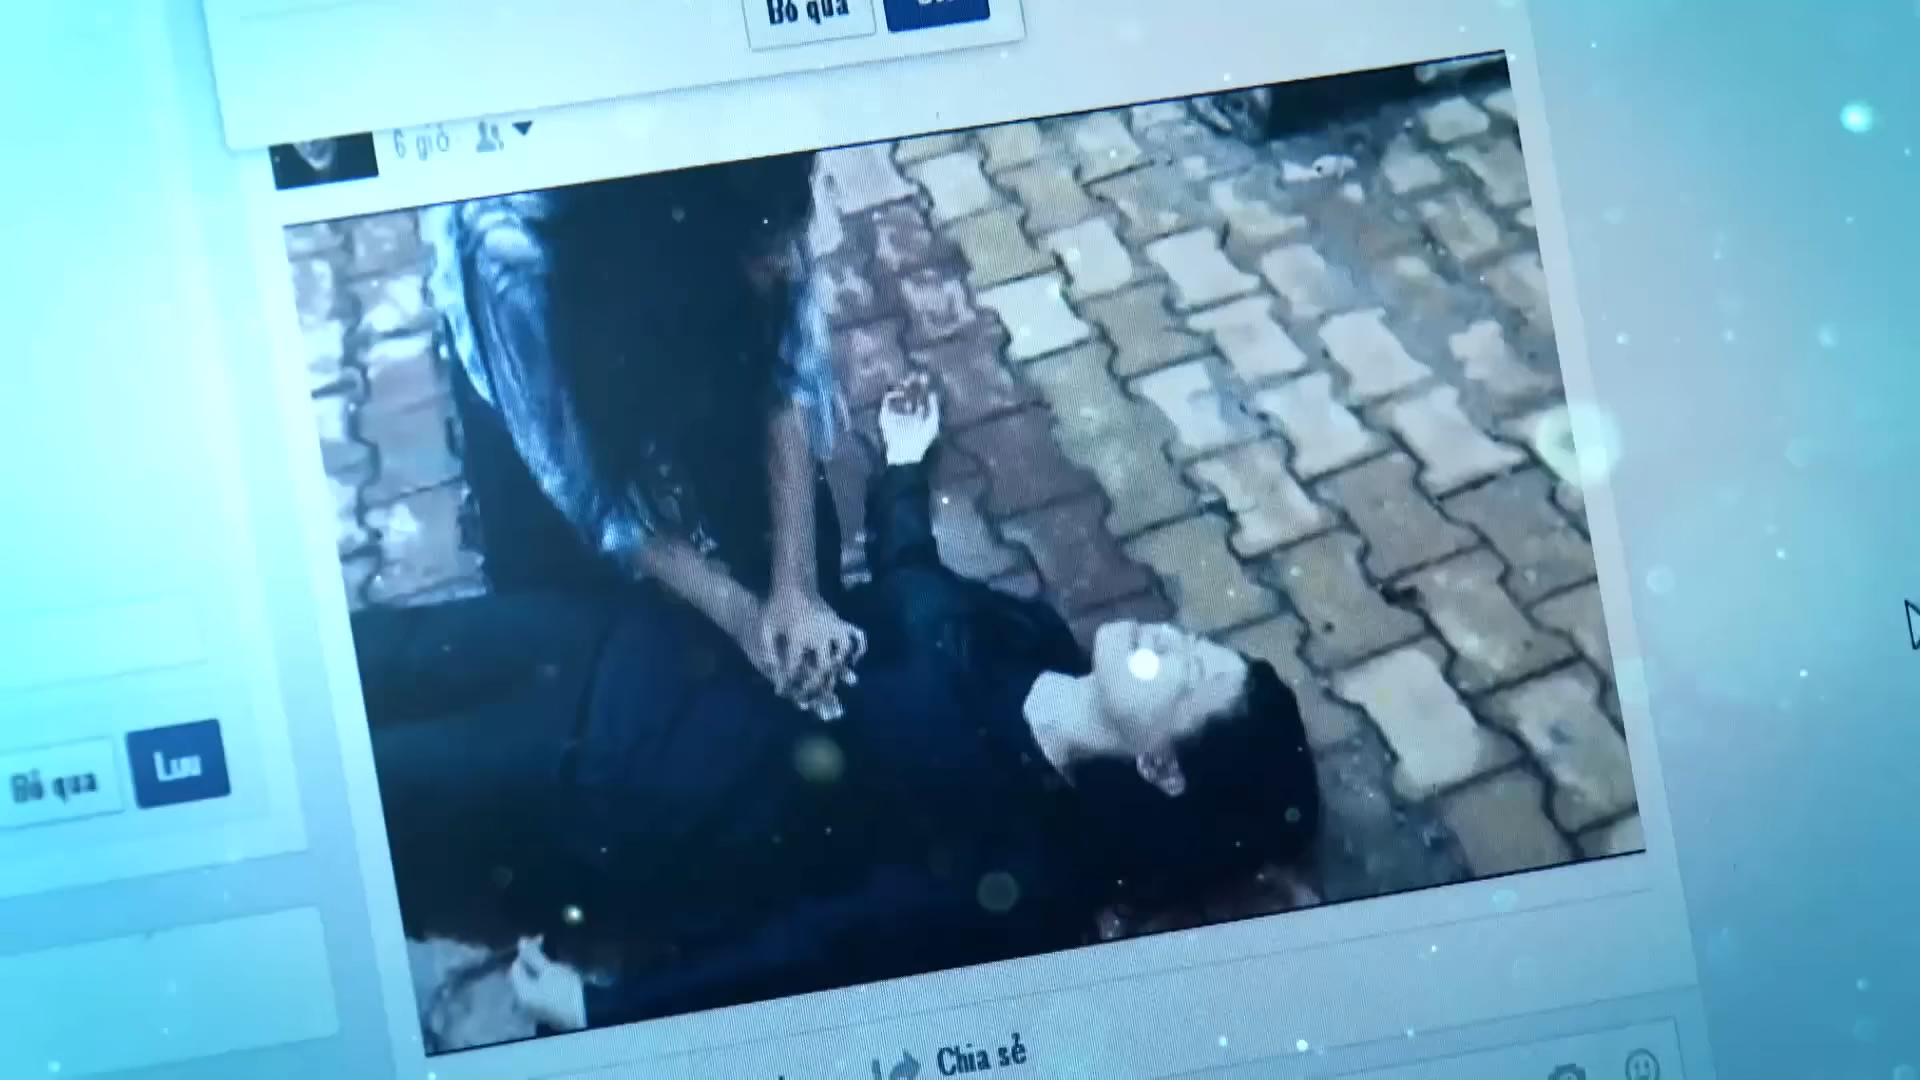 Bỏ qua
6 giờ
Bỏ qua
Lưu
Chia sẻ